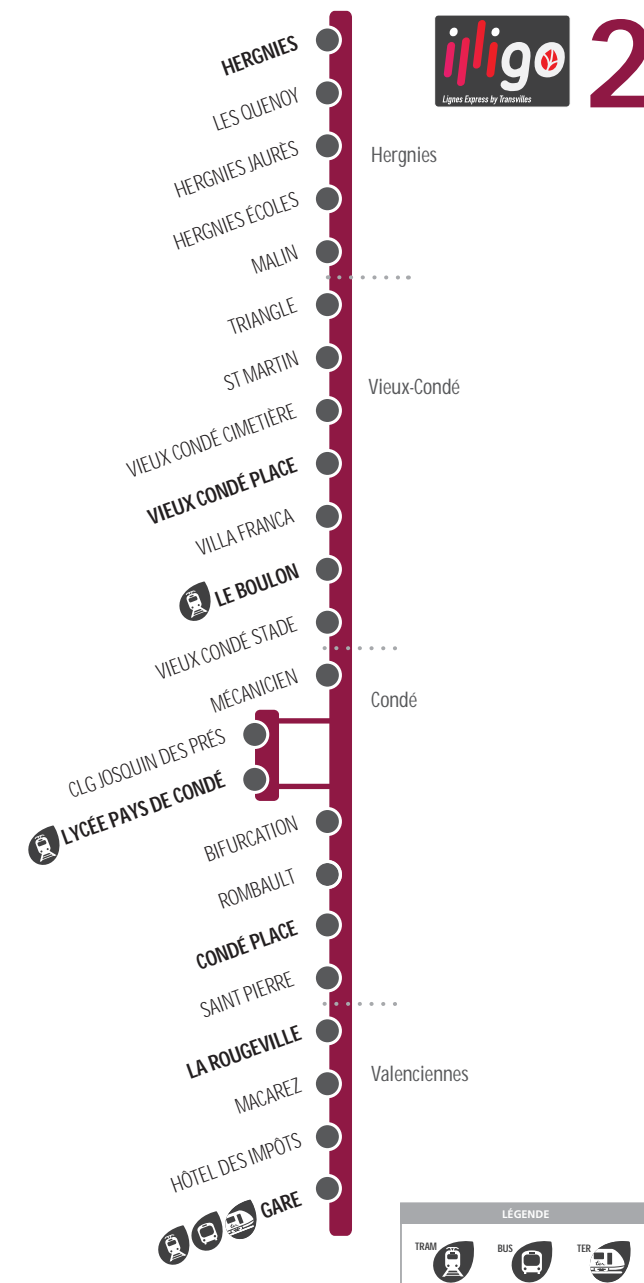 HERGNIES
illigo
Lignes Express by Transvilles
2
LES QUENOY
HERGNIES JAURÈS
Hergnies
HERGNIES ÉCOLES
MALIN
TRIANGLE
ST MARTIN
Vieux-Condé
VIEUX CONDÉ CIMETIÈRE
VIEUX CONDÉ PLACE
VILLA FRANCA
LE BOULON
VIEUX CONDÉ STADE
MÉCANICIEN
Condé
CLG JOSQUIN DES PRÉS
LYCÉE PAYS DE CONDÉ
BIFURCATION
ROMBAULT
CONDÉ PLACE
SAINT PIERRE
LA ROUGEVILLE
Valenciennes
MACAREZ
HÔTEL DES IMPÔTS
GARE
LÉGENDE
TRAM BUS TER